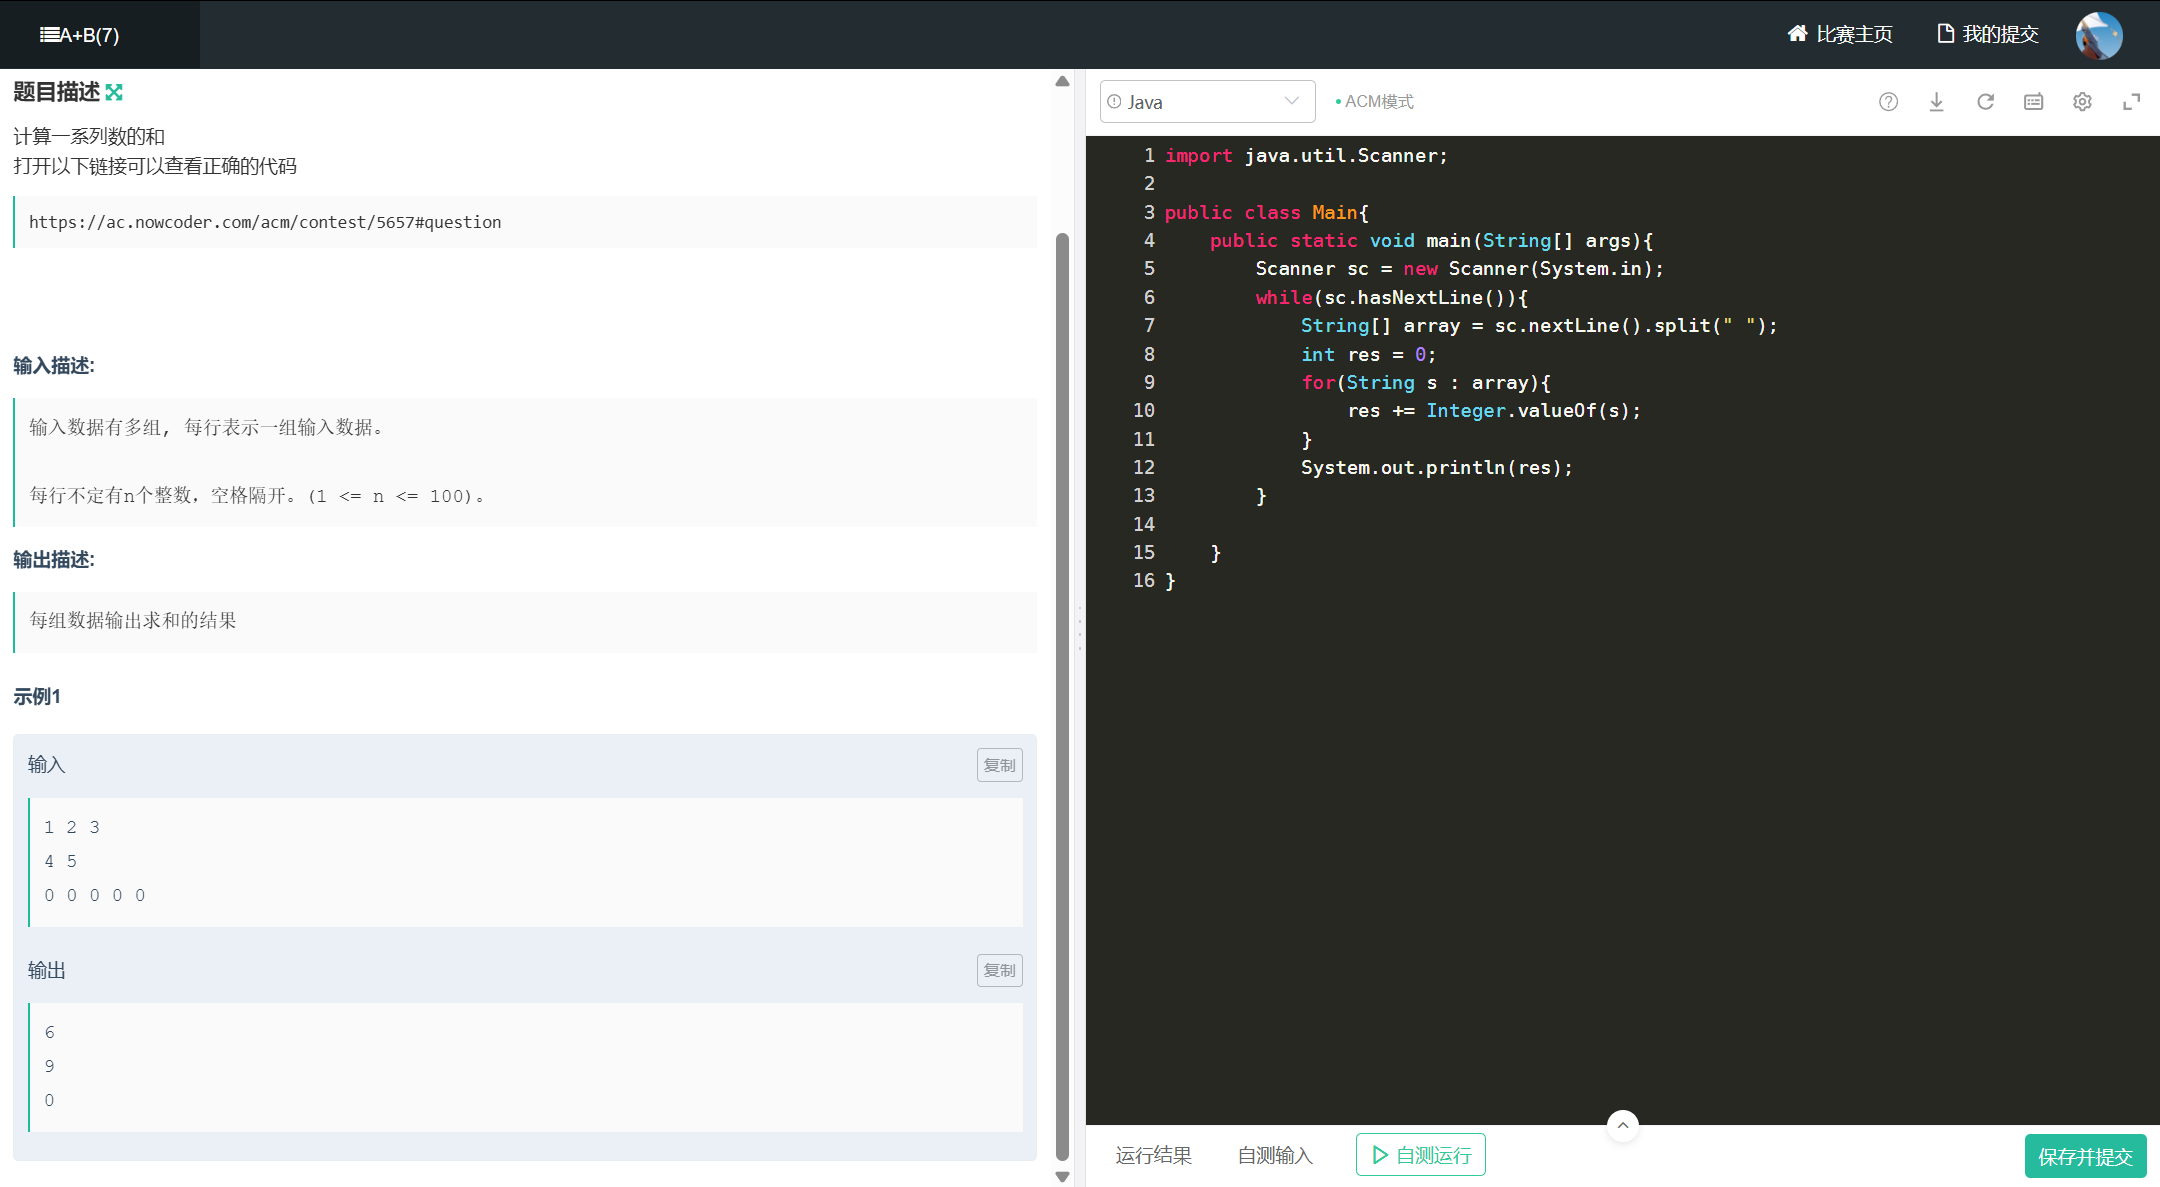 A+B(7)
比赛主页
我的提交
题目描述
计算一系列数的和
打开以下链接可以查看正确的代码
https://ac.nowcoder.com/acm/contest/5657#question
输入描述:
输入数据有多组, 每行表示一组输入数据。
每行不定有n个整数，空格隔开。(1 <= n <= 100)。
输出描述:
每组数据输出求和的结果
示例1
输入
复制
1 2 3
4 5
0 0 0 0 0
输出
复制
6
9
0
Java
ACM模式
1 import java.util.Scanner;
2
3 public class Main{
4     public static void main(String[] args){
5         Scanner sc = new Scanner(System.in);
6         while(sc.hasNextLine()){
7             String[] array = sc.nextLine().split(" ");
8             int res = 0;
9             for(String s : array){
10                 res += Integer.valueOf(s);
11             }
12             System.out.println(res);
13         }
14
15     }
16 }
运行结果
自测输入
自测运行
保存并提交